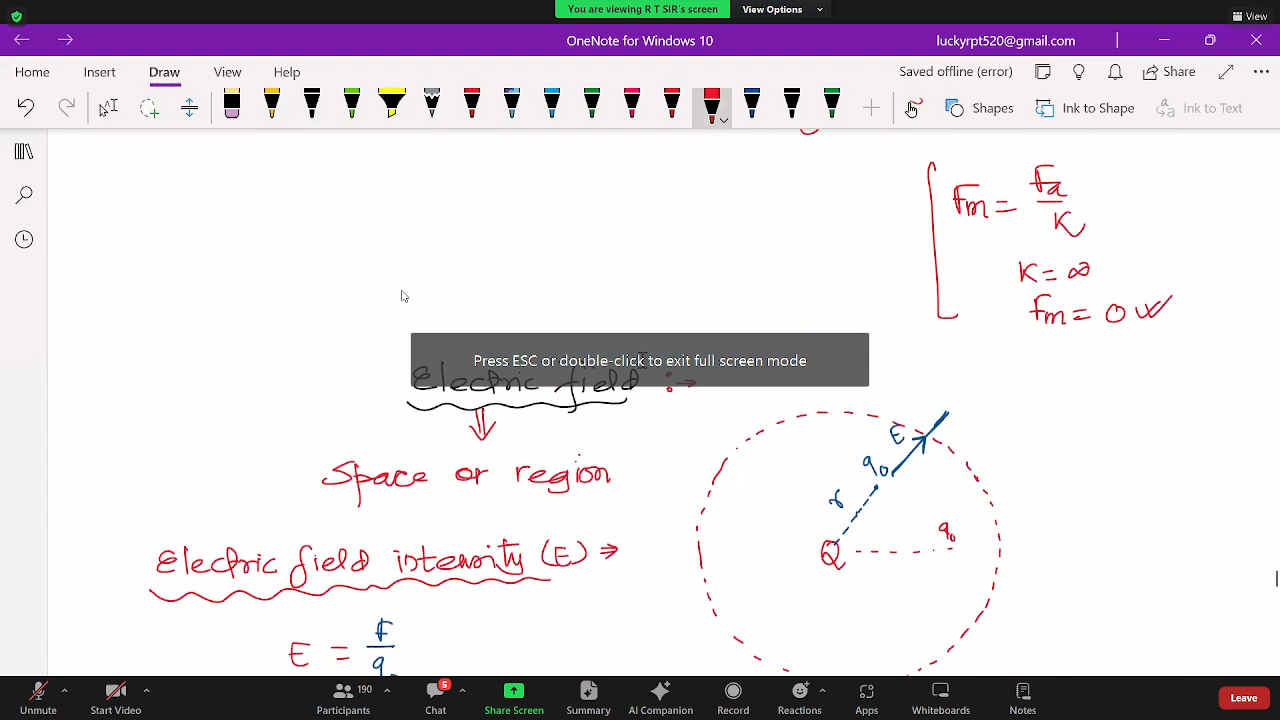 You are viewing R T SIR's screen
View Options
View
OneNote for Windows 10
luckyrpt520@gmail.com
Home Insert Draw View Help
Saved offline (error)
Share
Shapes
Ink to Shape
Ink to Text
Fm = Fa / K
K = ∞
Fm = 0
Press ESC or double-click to exit full screen mode
Electric field :→
⇓
Space or region
E
q₀
r
Q
q₀
Electric field intensity (E) ⇒
E = F / q₀
Unmute
Start Video
190
Participants
5
Chat
Share Screen
Summary
AI Companion
Record
Reactions
Apps
Whiteboards
Notes
Leave